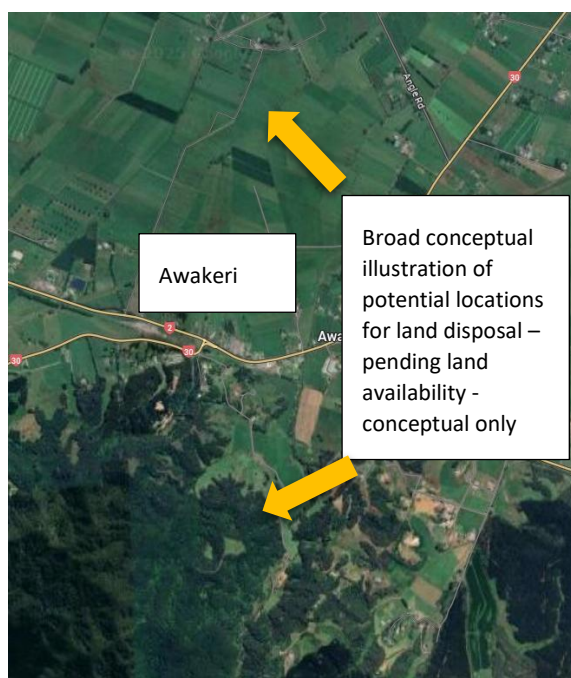 30
Angle Rd
Broad conceptual
illustration of
potential locations
for land disposal –
pending land
availability -
conceptual only
Awakeri
2
30
30